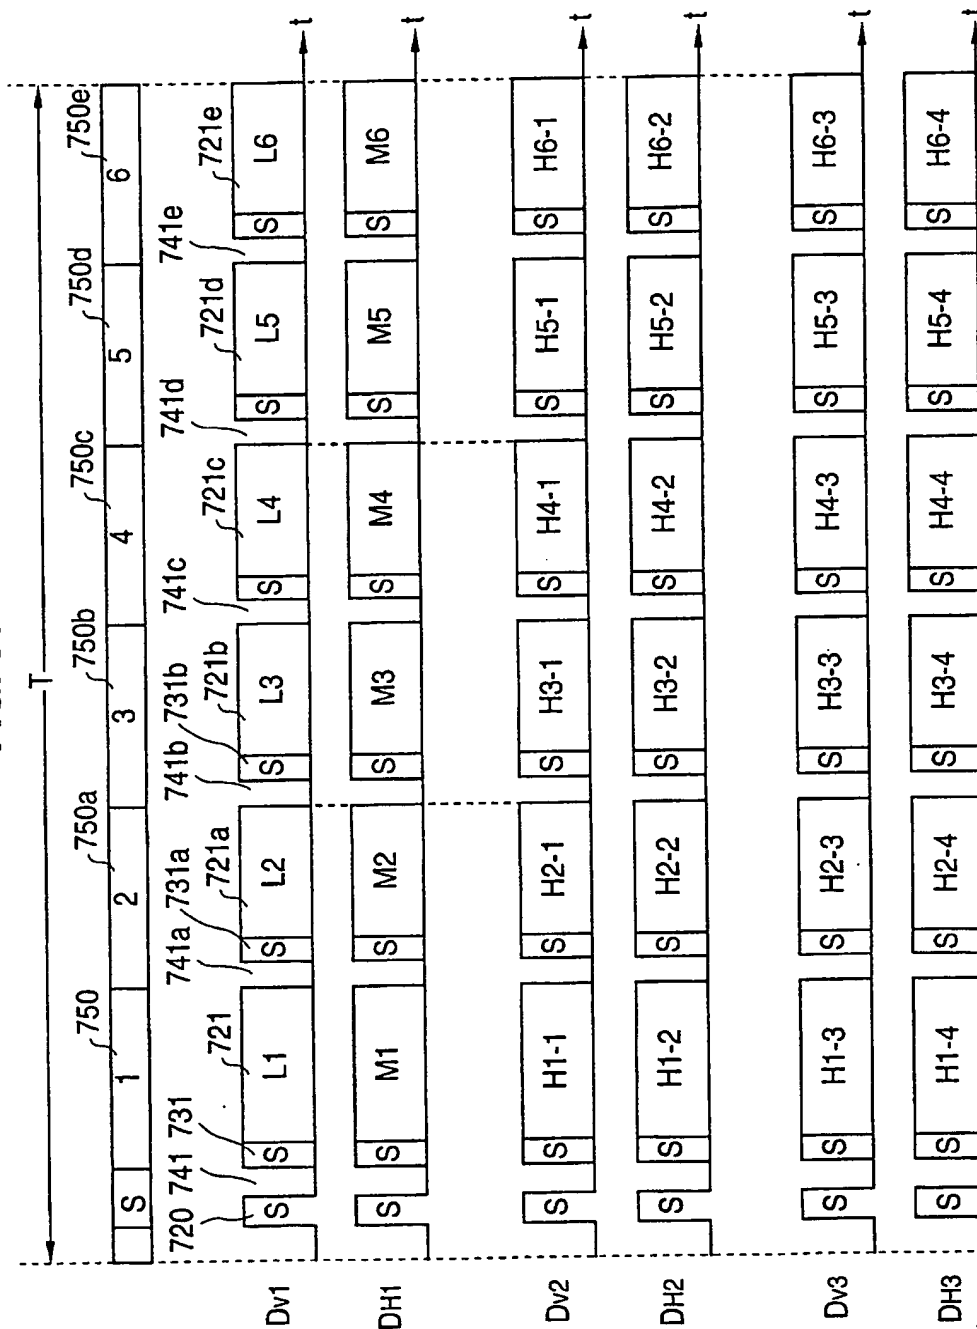 T
750 750a 750b 750c 750d 750e
S 1 2 3 4 5 6
720 741 731 721 741a 731a 721a 741b 731b 721b 741c 721c 741d 721d 741e 721e
DV1 S S L1 S L2 S L3 S L4 S L5 S L6 t
DH1 S S M1 S M2 S M3 S M4 S M5 S M6 t
DV2 S S H1-1 S H2-1 S H3-1 S H4-1 S H5-1 S H6-1 t
DH2 S S H1-2 S H2-2 S H3-2 S H4-2 S H5-2 S H6-2 t
DV3 S S H1-3 S H2-3 S H3-3 S H4-3 S H5-3 S H6-3 t
DH3 S S H1-4 S H2-4 S H3-4 S H4-4 S H5-4 S H6-4 t